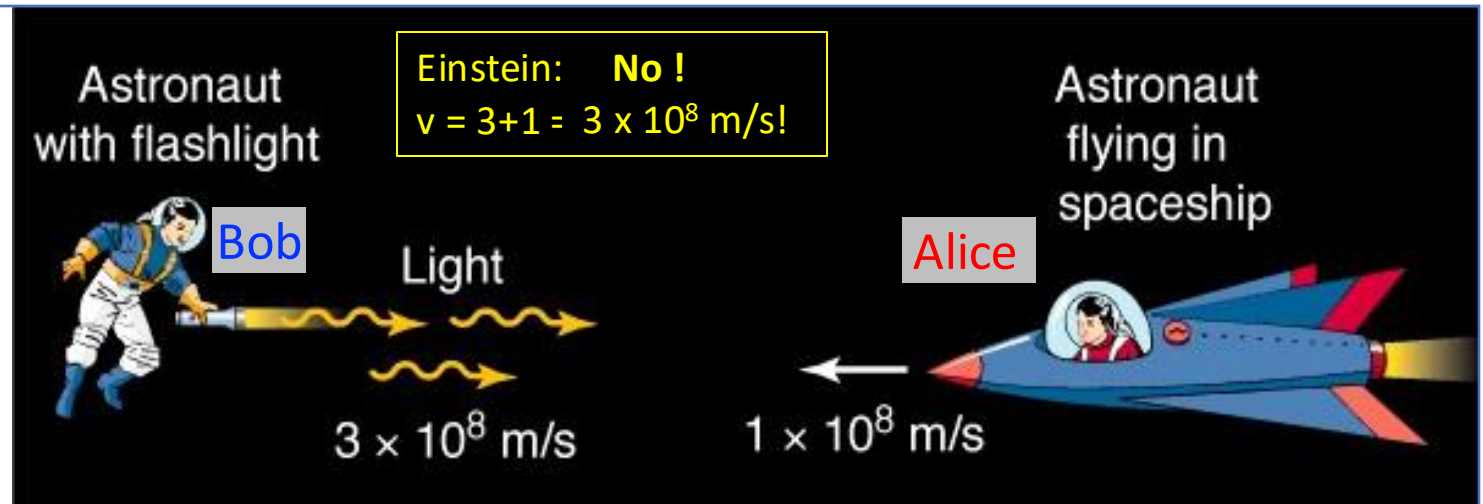 Astronaut
with flashlight
Einstein: No !
v = 3+1 = 3 x 10⁸ m/s!
Astronaut
flying in
spaceship
Bob
Light
Alice
3 × 10⁸ m/s
1 × 10⁸ m/s